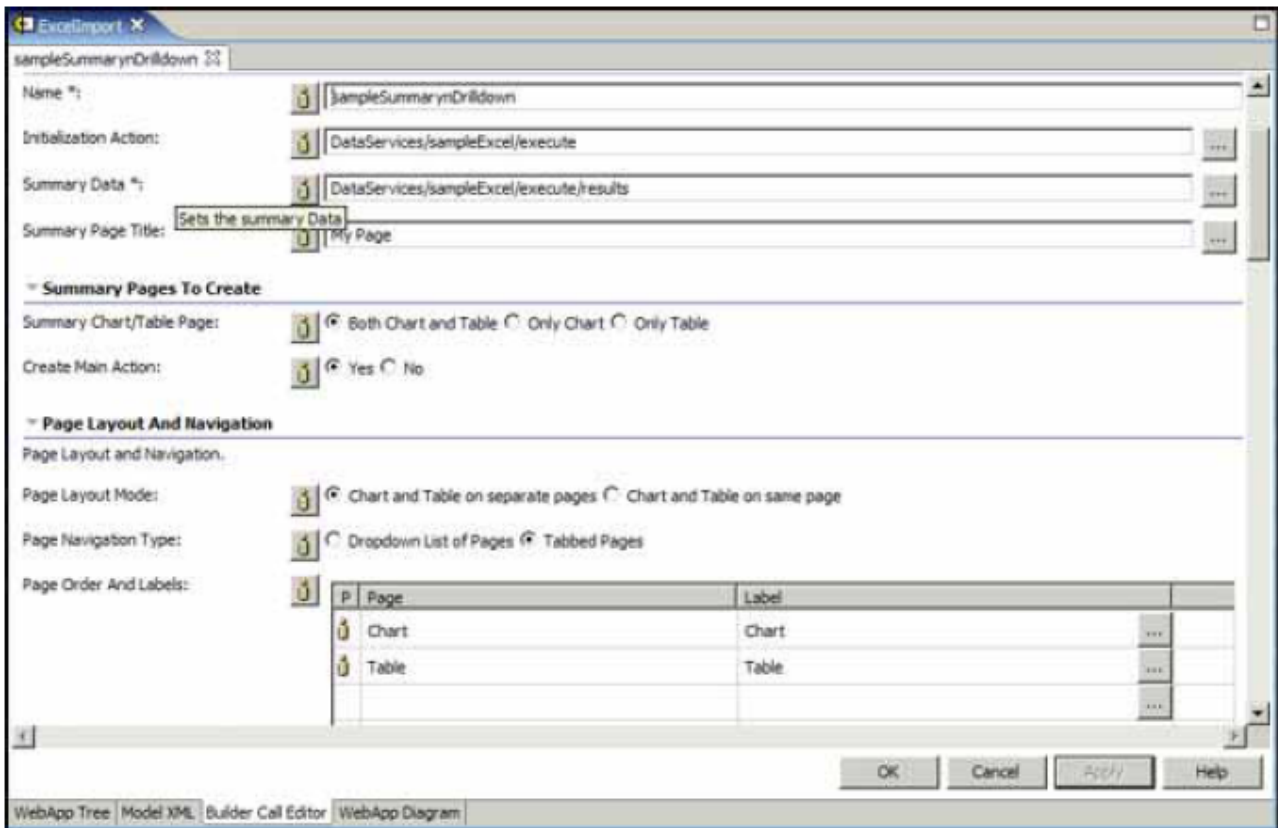 ExcelImport
sampleSummarynDrilldown
Name *:
sampleSummarynDrilldown
Initialization Action:
DataServices/sampleExcel/execute
...
Summary Data *:
DataServices/sampleExcel/execute/results
...
Sets the summary Data
Summary Page Title:
My Page
...
Summary Pages To Create
Summary Chart/Table Page:
Both Chart and Table Only Chart Only Table
Create Main Action:
Yes No
Page Layout And Navigation
Page Layout and Navigation.
Page Layout Mode:
Chart and Table on separate pages Chart and Table on same page
Page Navigation Type:
Dropdown List of Pages Tabbed Pages
Page Order And Labels:
P Page Label
Chart Chart ...
Table Table ...
...
OK Cancel Apply Help
WebApp Tree Model XML Builder Call Editor WebApp Diagram